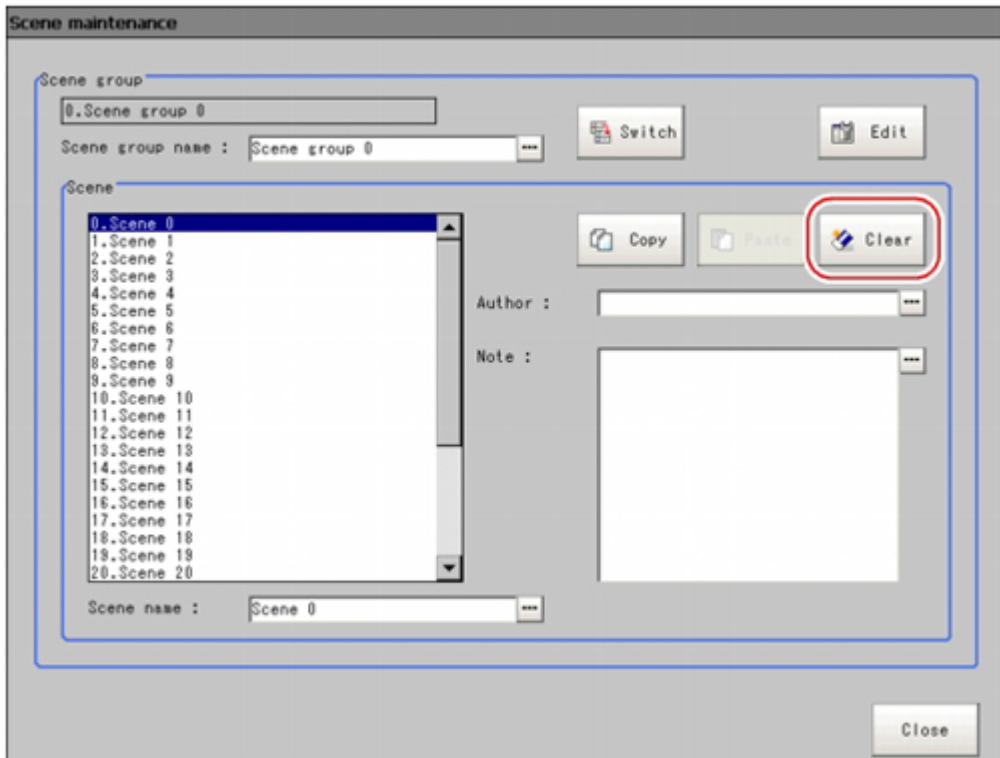 Scene maintenance
Scene group
0.Scene group 0
Scene group name :
Scene group 0
Switch
Edit
Scene
0.Scene 0
1.Scene 1
2.Scene 2
3.Scene 3
4.Scene 4
5.Scene 5
6.Scene 6
7.Scene 7
8.Scene 8
9.Scene 9
10.Scene 10
11.Scene 11
12.Scene 12
13.Scene 13
14.Scene 14
15.Scene 15
16.Scene 16
17.Scene 17
18.Scene 18
19.Scene 19
20.Scene 20
Copy
Paste
Clear
Author :
Note :
Scene name :
Scene 0
Close